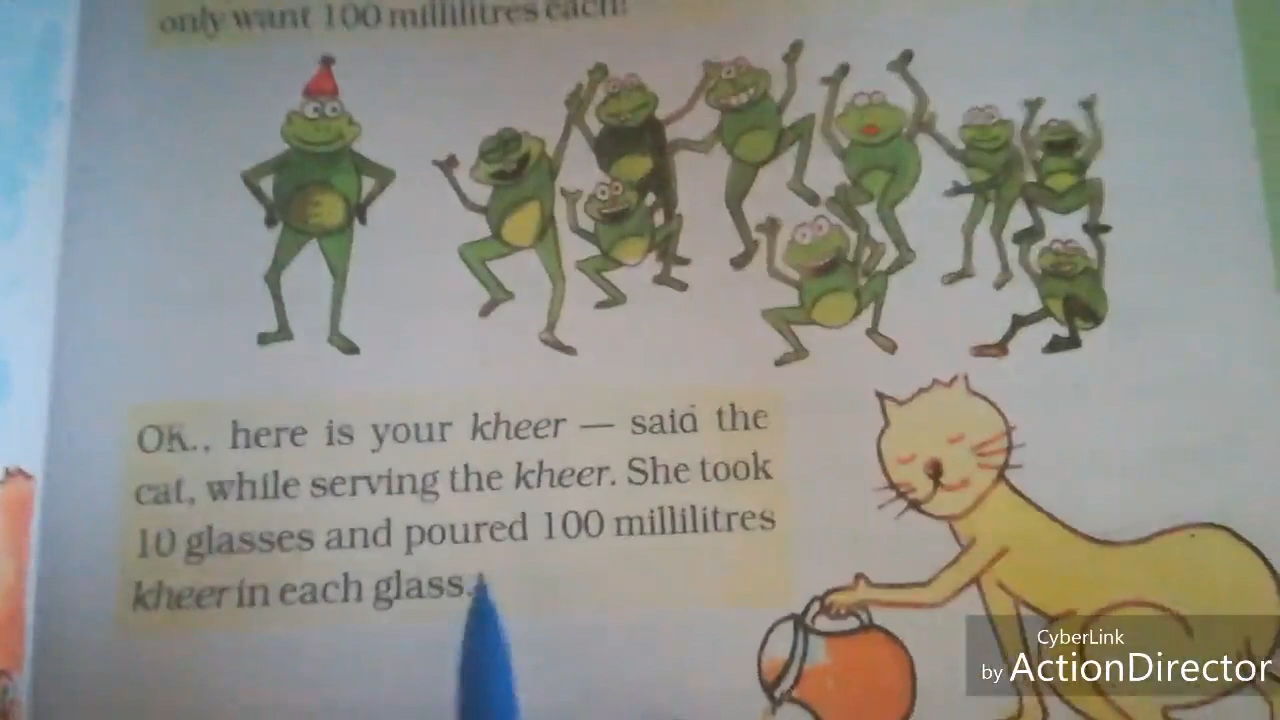 only want 100 millilitres each!
OK., here is your kheer — said the
cat, while serving the kheer. She took
10 glasses and poured 100 millilitres
kheer in each glass.
CyberLink
by ActionDirector